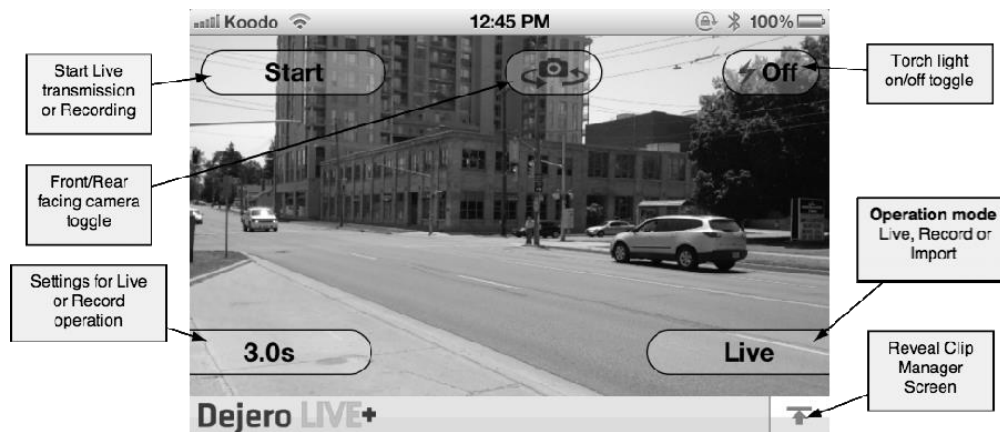 Koodo 12:45 PM 100%
Start Live
transmission
or Recording
Start
Off
Torch light
on/off toggle
Front/Rear
facing camera
toggle
Operation mode
Live, Record or
Import
Settings for Live
or Record
operation
3.0s
Live
Reveal Clip
Manager
Screen
Dejero LIVE+